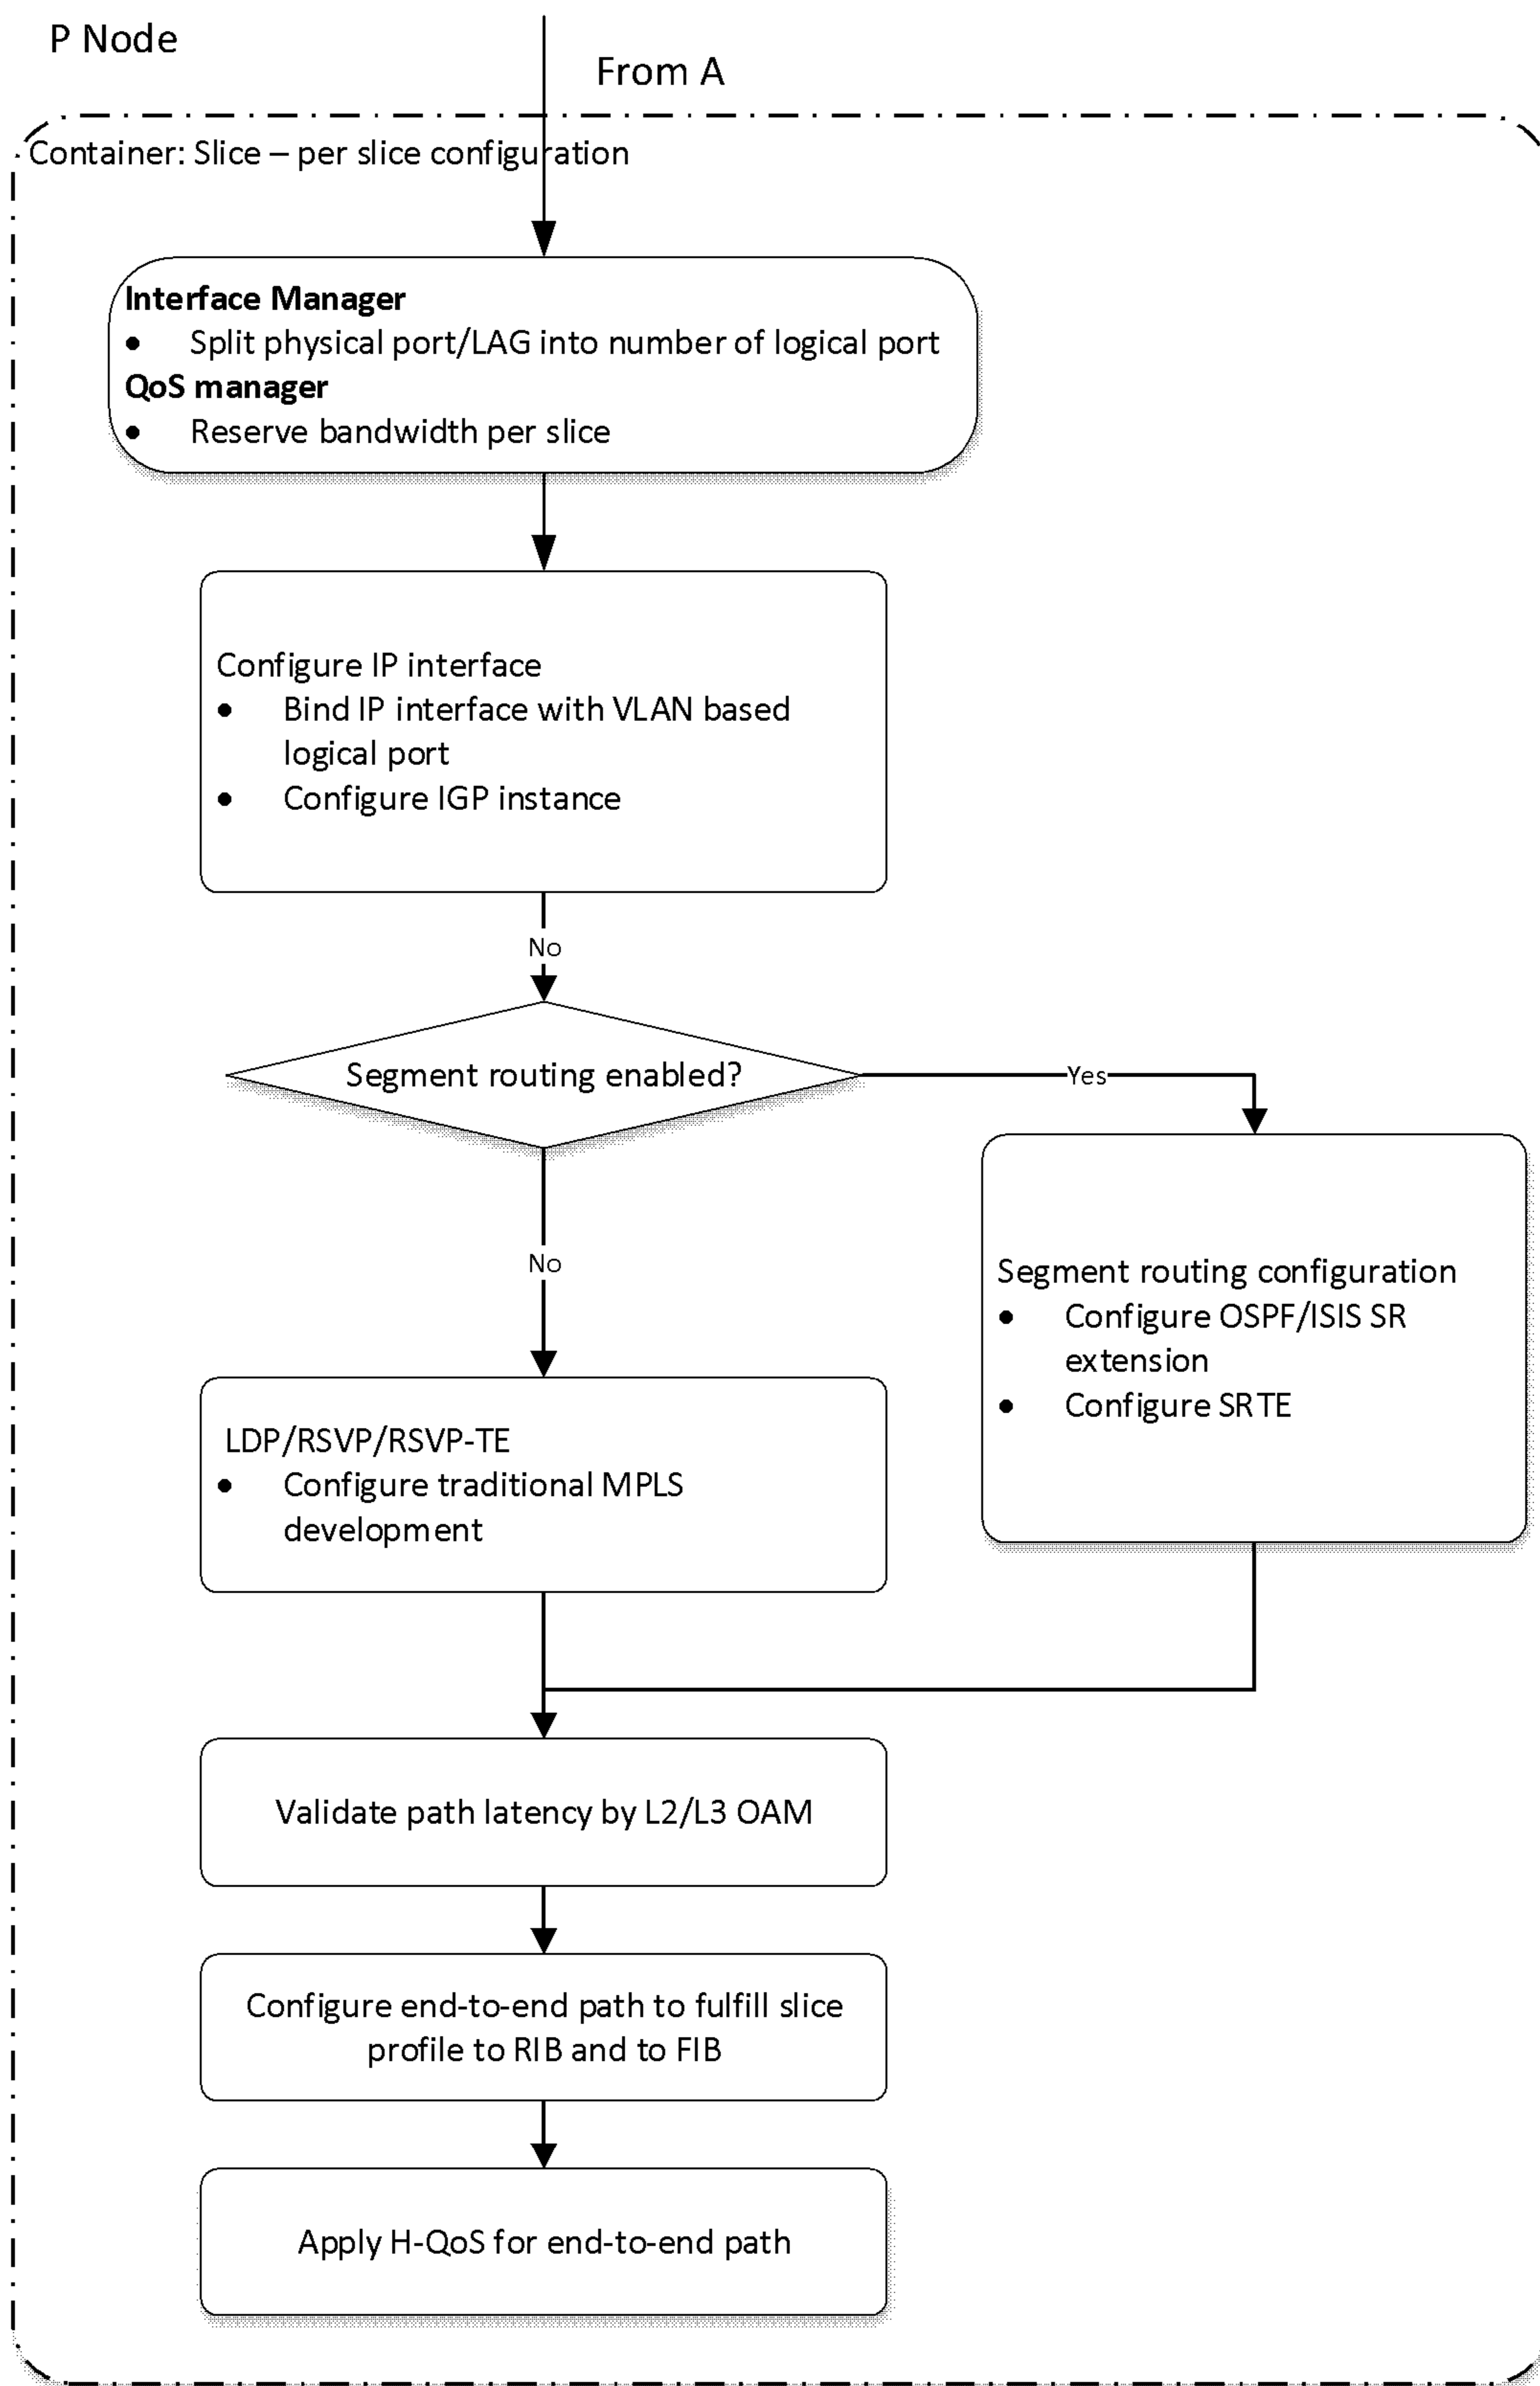 P Node
From A
Container: Slice – per slice configuration
Interface Manager
• Split physical port/LAG into number of logical port
QoS manager
• Reserve bandwidth per slice
Configure IP interface
• Bind IP interface with VLAN based
logical port
• Configure IGP instance
No
Segment routing enabled?
Yes
No
Segment routing configuration
• Configure OSPF/ISIS SR
extension
• Configure SRTE
LDP/RSVP/RSVP-TE
• Configure traditional MPLS
development
Validate path latency by L2/L3 OAM
Configure end-to-end path to fulfill slice
profile to RIB and to FIB
Apply H-QoS for end-to-end path